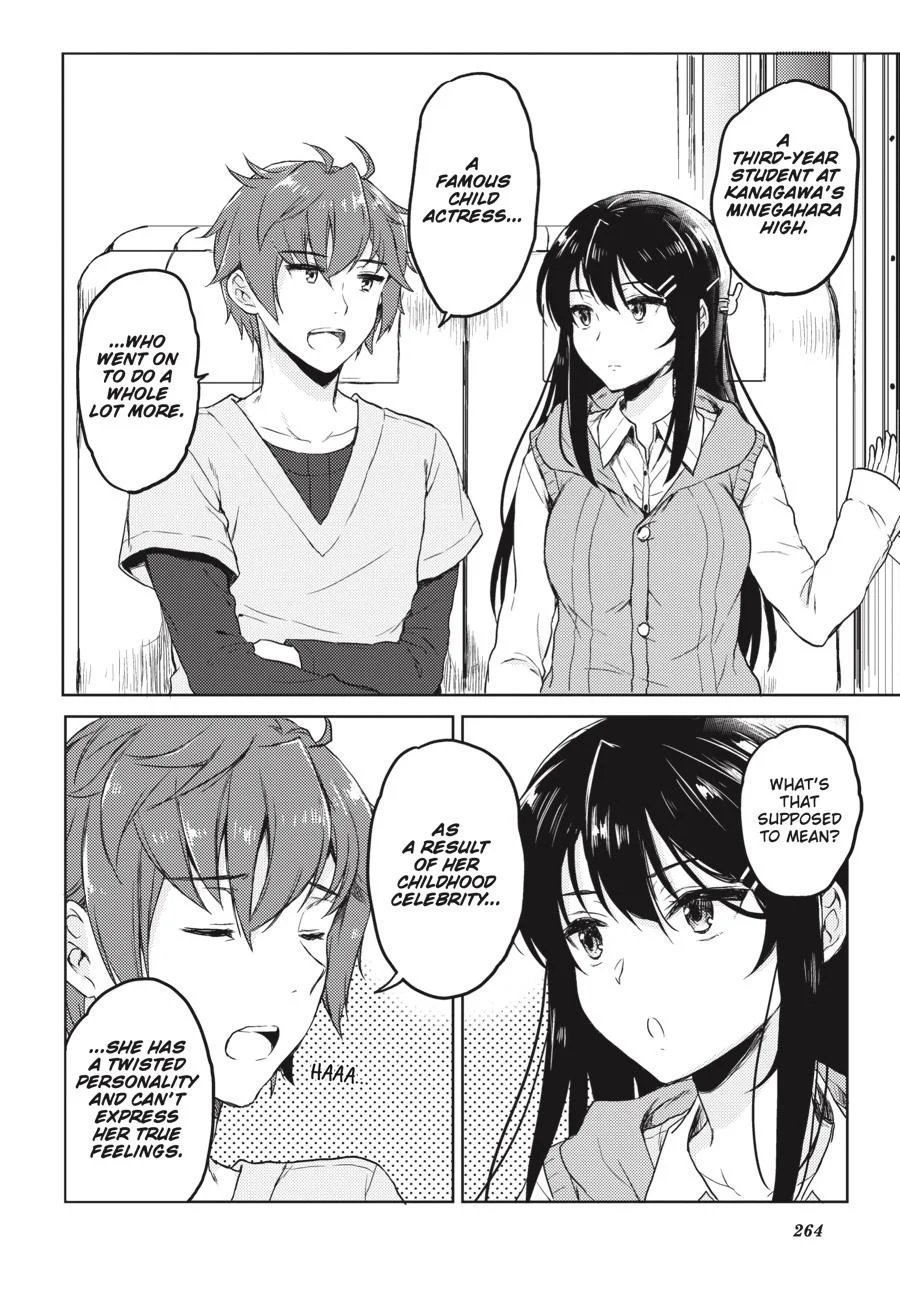 A
THIRD-YEAR
STUDENT AT
KANAGAWA'S
MINEGAHARA
HIGH.
A
FAMOUS
CHILD
ACTRESS...
...WHO
WENT ON
TO DO A
WHOLE
LOT MORE.
WHAT'S
THAT
SUPPOSED
TO MEAN?
AS
A RESULT
OF HER
CHILDHOOD
CELEBRITY...
HAAA
...SHE HAS
A TWISTED
PERSONALITY
AND CAN'T
EXPRESS
HER TRUE
FEELINGS.
264